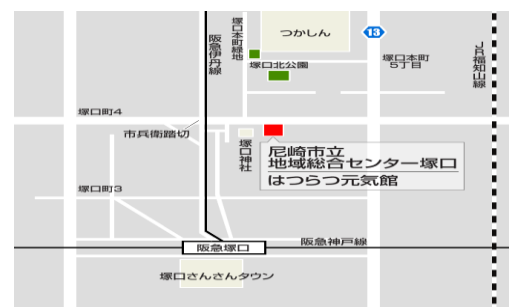 つかしん
13
塚口本町緑地
阪急伊丹線
塚口北公園
塚口本町
5丁目
JR福知山線
塚口町4
市兵衛踏切
塚口神社
尼崎市立
地域総合センター塚口
はつらつ元気館
塚口町3
阪急塚口
阪急神戸線
塚口さんさんタウン